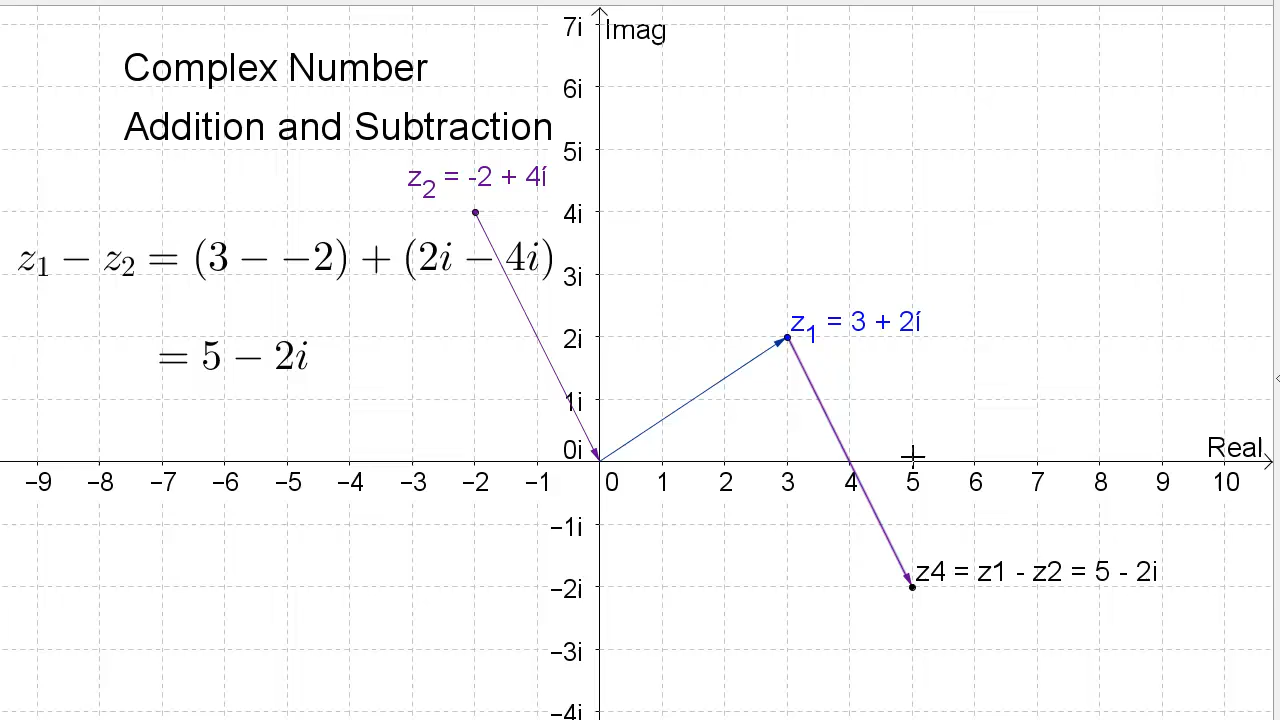 Complex Number
Addition and Subtraction
z₂ = -2 + 4í
z₁ − z₂ = (3 − −2) + (2i − 4i)
= 5 − 2i
Imag
7i
6i
5i
4i
3i
2i
1i
0i
−1i
−2i
−3i
−4i
z₁ = 3 + 2í
Real
−9 −8 −7 −6 −5 −4 −3 −2 −1 0 1 2 3 4 5 6 7 8 9 10
z4 = z1 - z2 = 5 - 2i